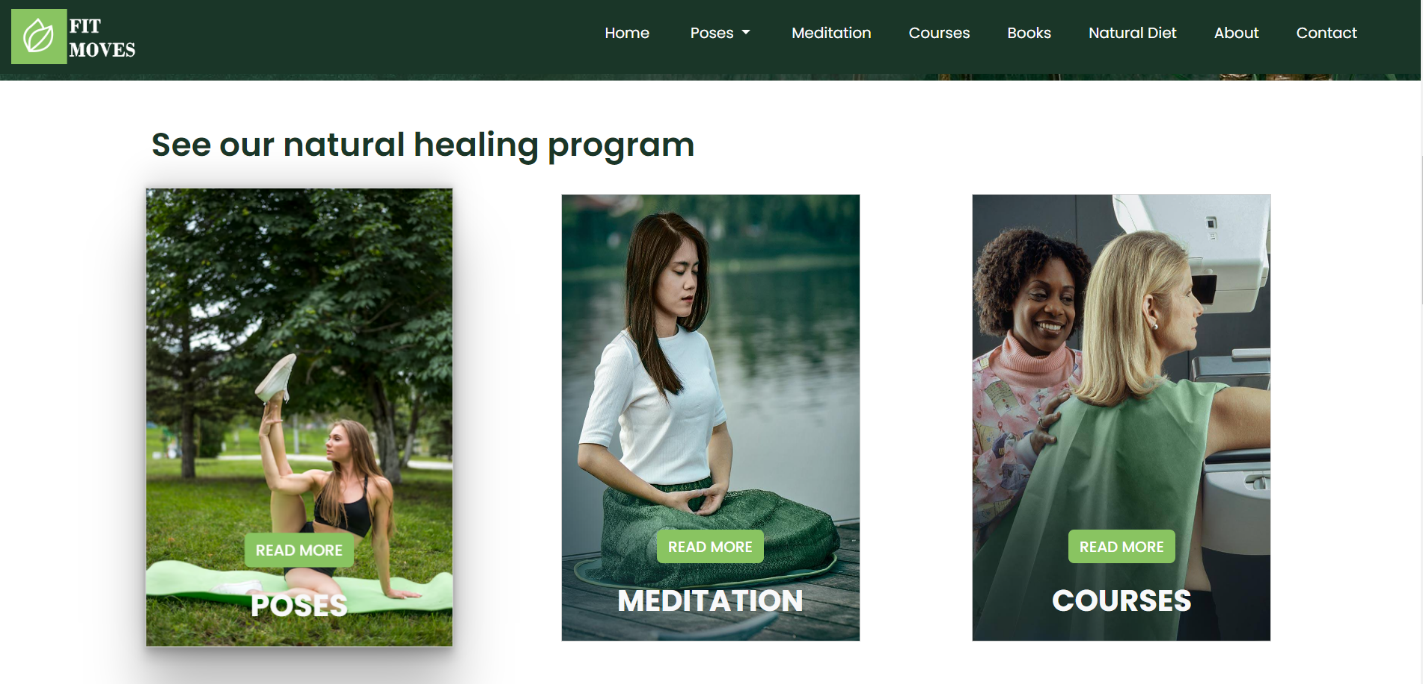 FIT
MOVES
Home Poses Meditation Courses Books Natural Diet About Contact
See our natural healing program
READ MORE READ MORE READ MORE
POSES MEDITATION COURSES